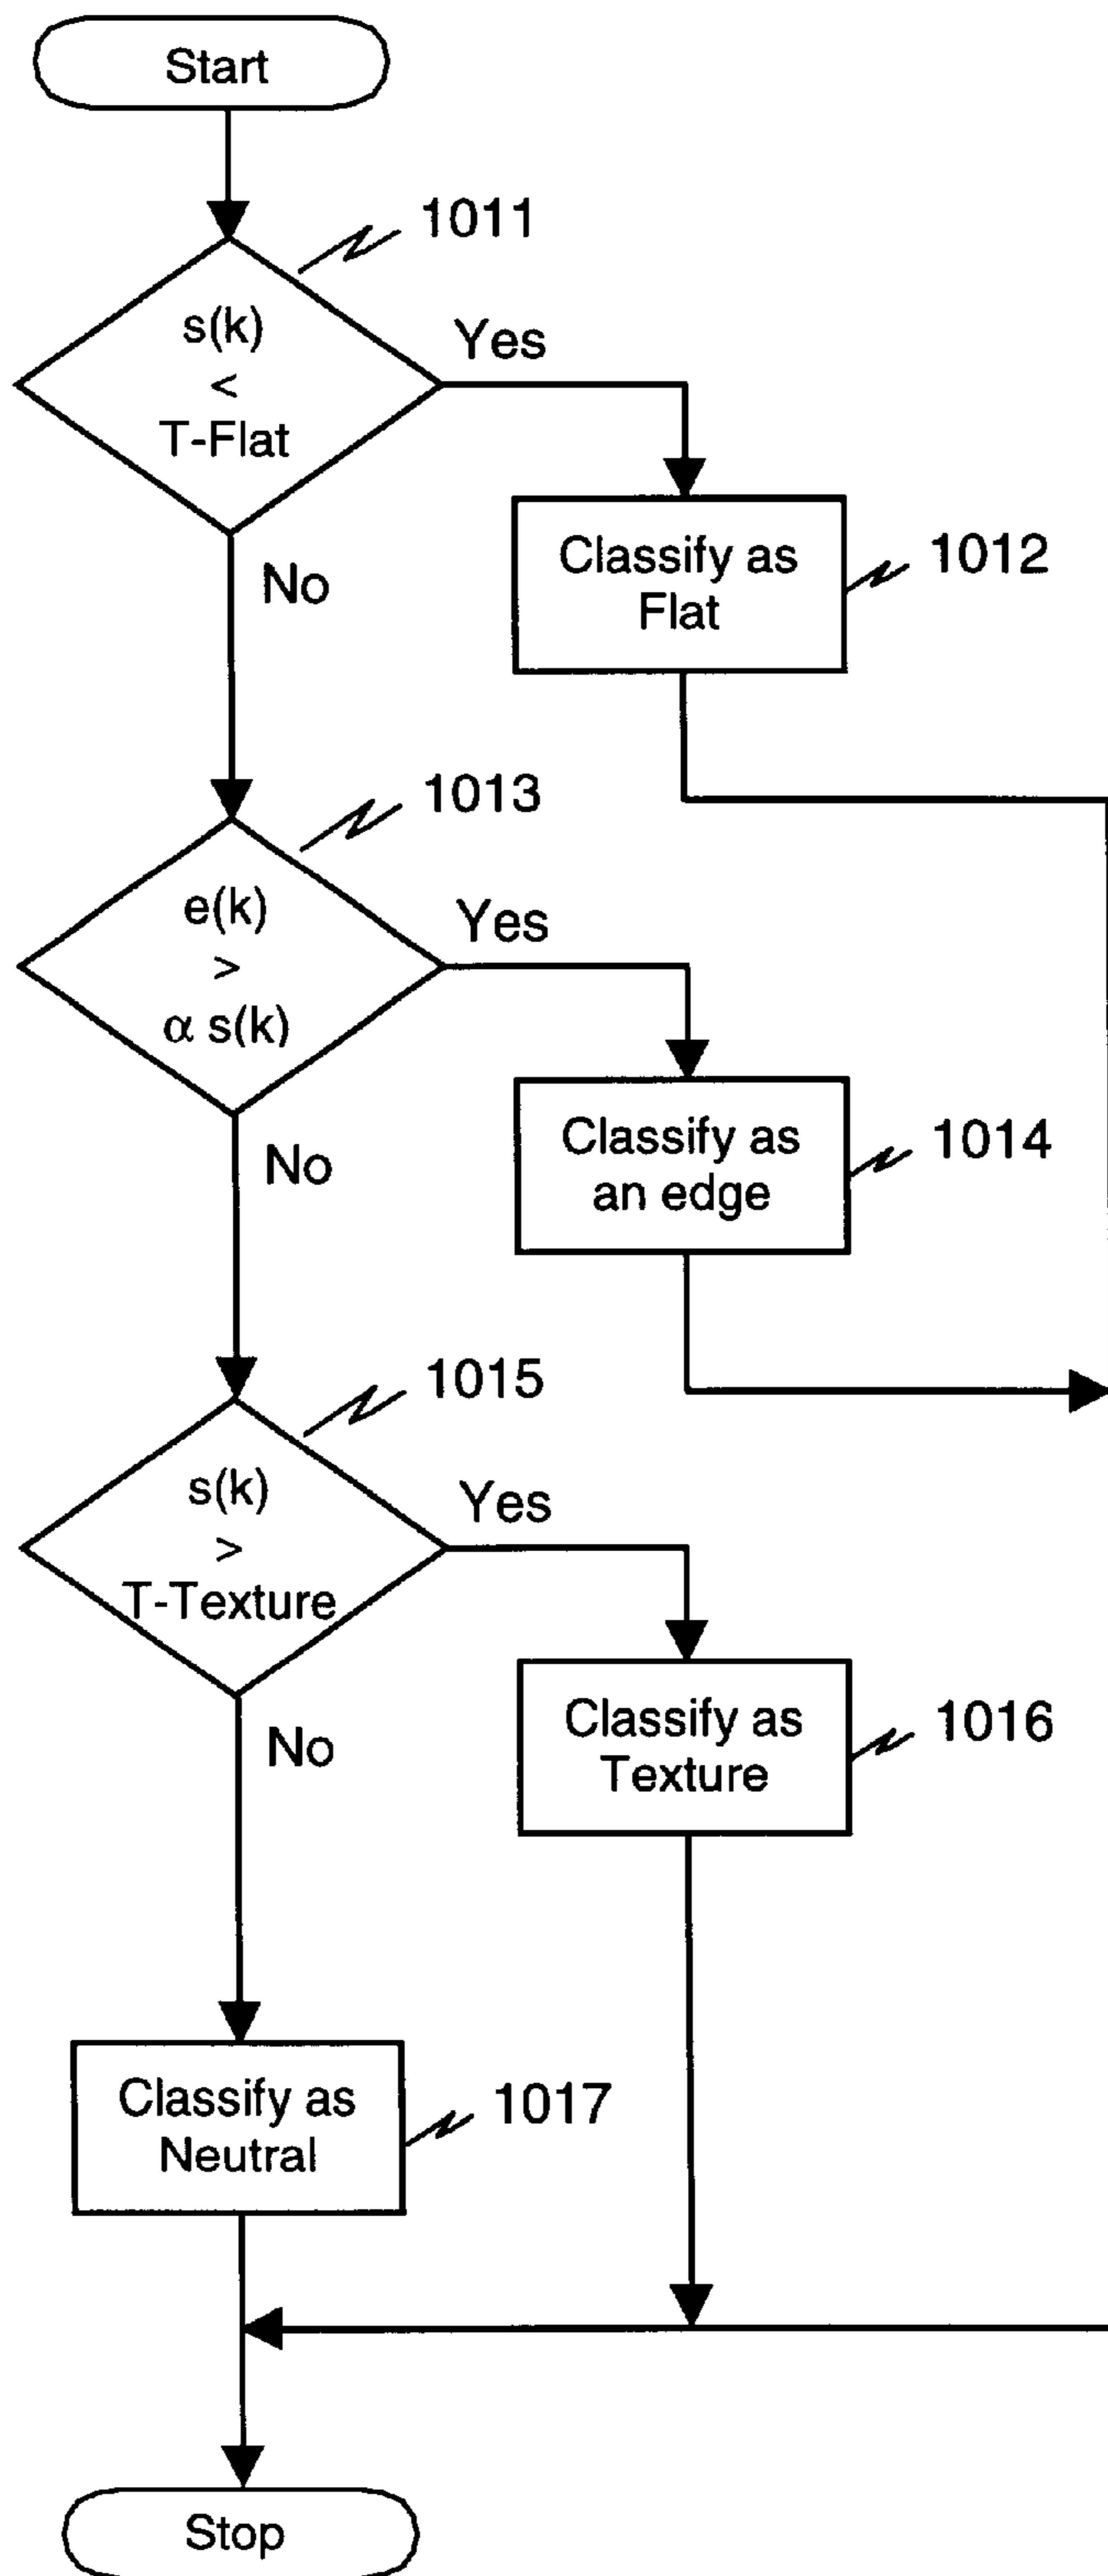 Start
1011
s(k)
<
T-Flat
Yes
No
Classify as
Flat
1012
1013
e(k)
>
α s(k)
Yes
No
Classify as
an edge
1014
1015
s(k)
>
T-Texture
Yes
No
Classify as
Texture
1016
Classify as
Neutral
1017
Stop